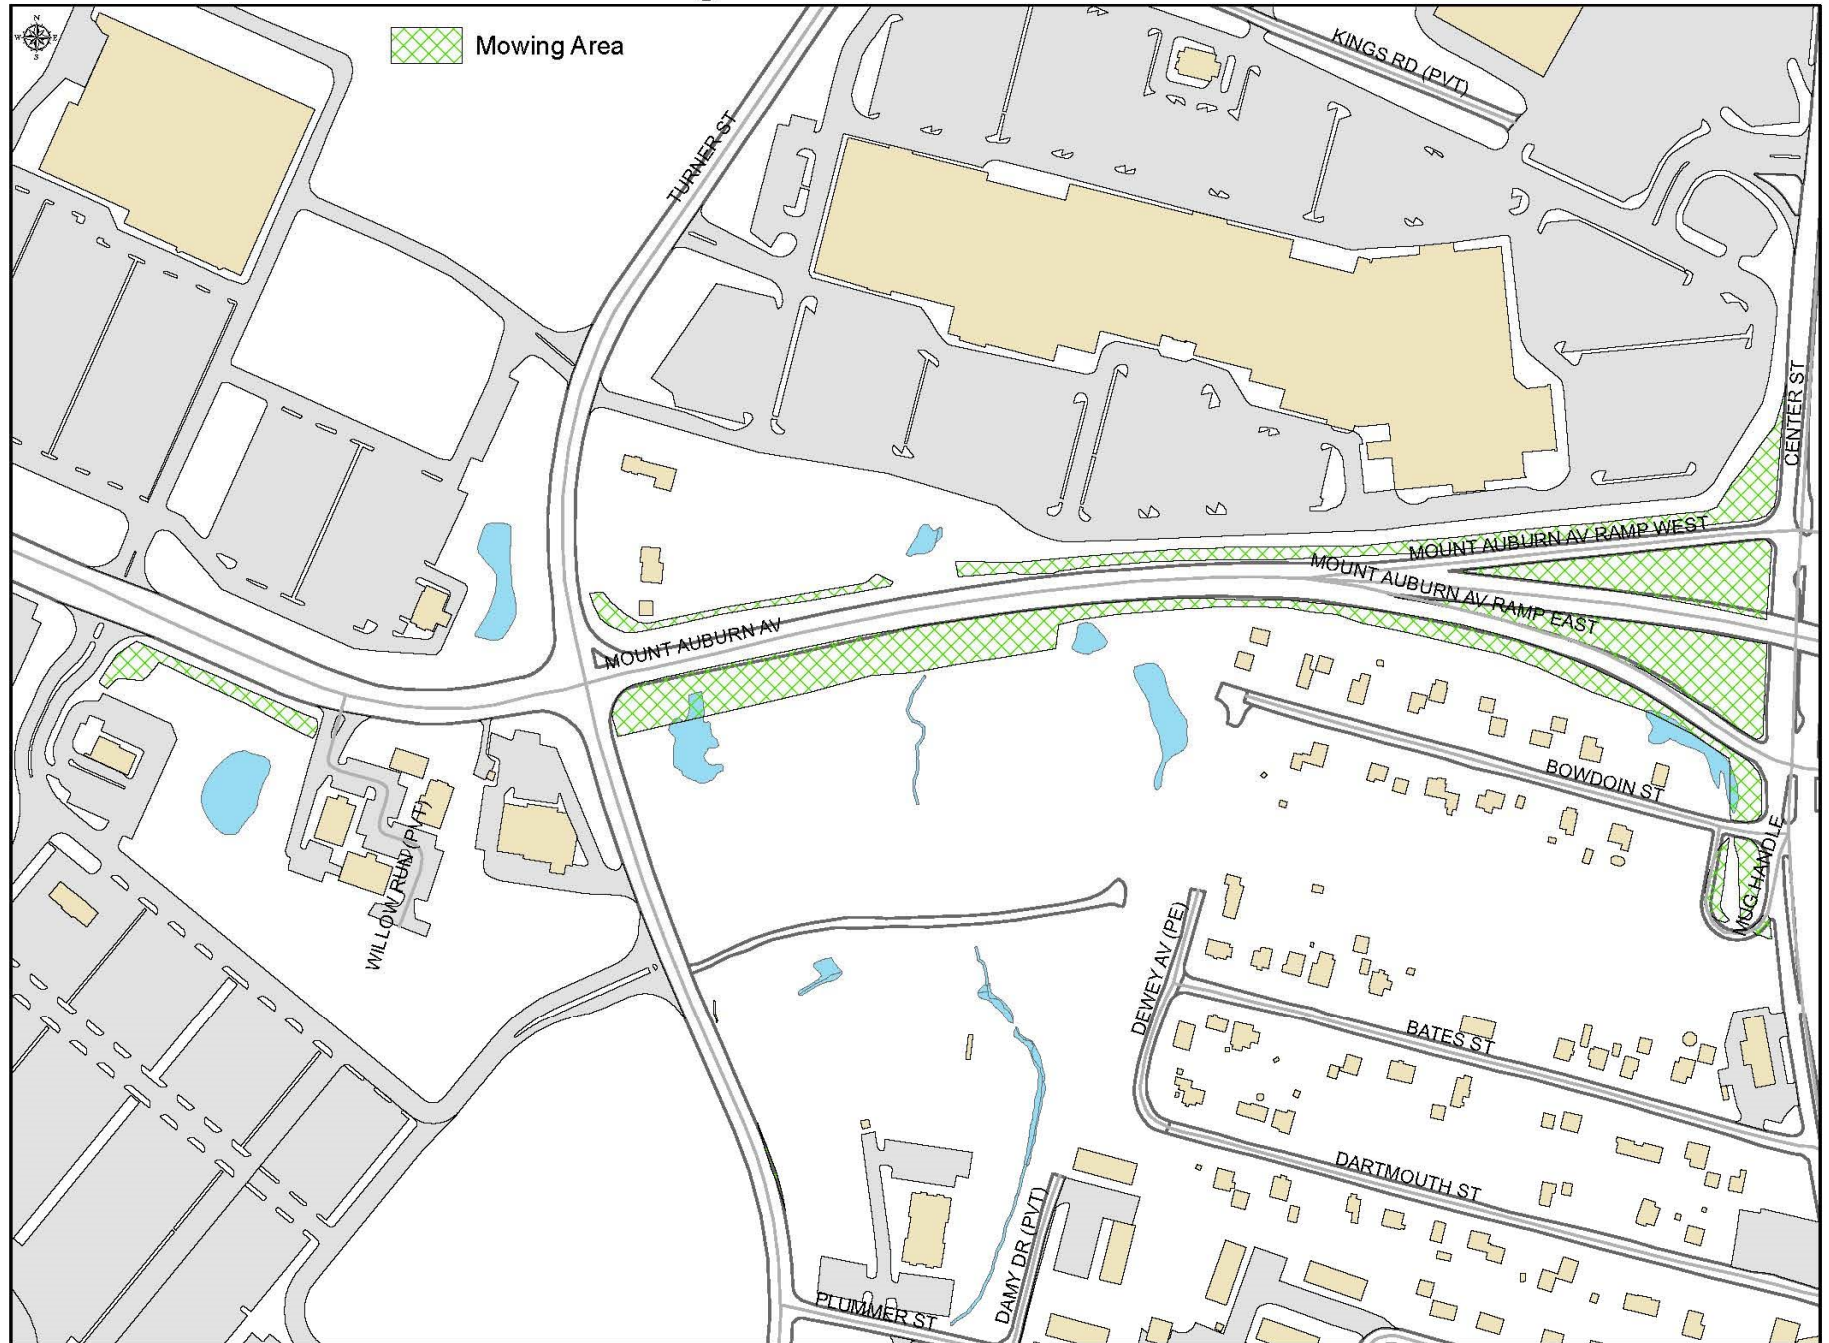 N
W E
S
Mowing Area
KINGS RD (PVT)
TURNER ST
CENTER ST
MOUNT AUBURN AV RAMP WEST
MOUNT AUBURN AV RAMP EAST
MOUNT AUBURN AV
BOWDOIN ST
MUG HANDLE
WILLOW RUN (PVT)
DEWEY AV (PE)
BATES ST
DARTMOUTH ST
DAMY DR (PVT)
PLUMMER ST